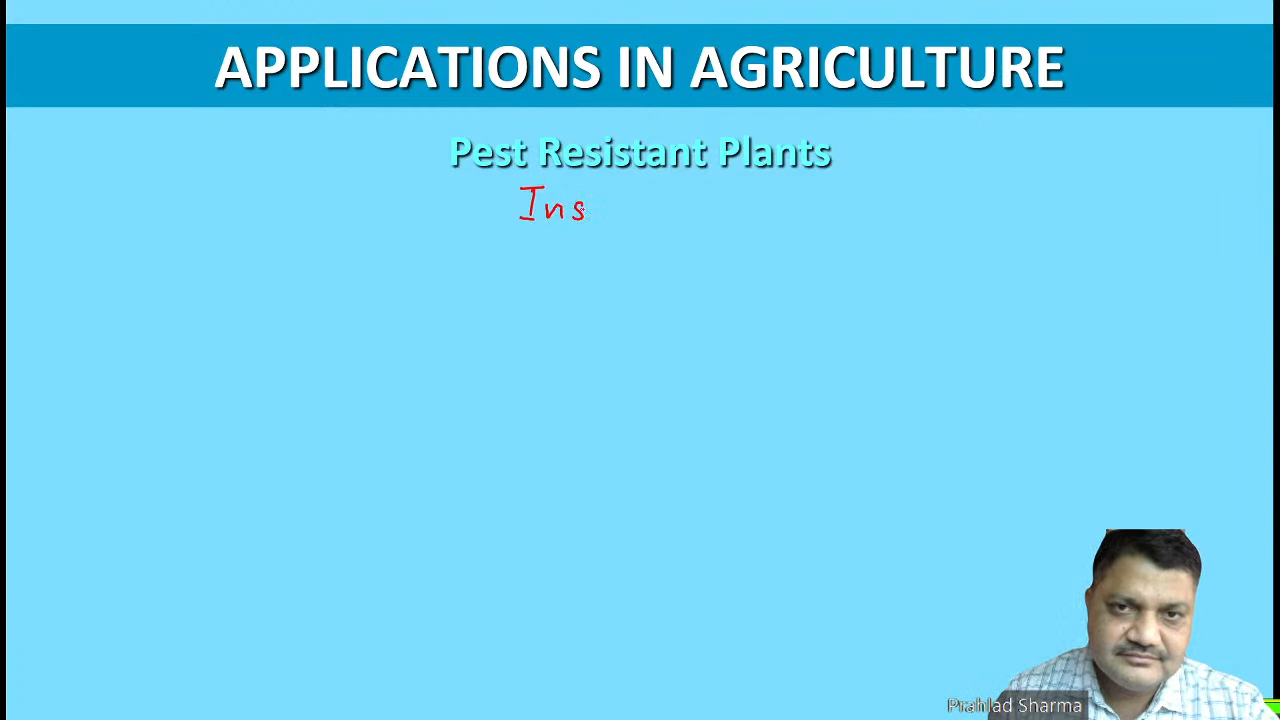 APPLICATIONS IN AGRICULTURE
Pest Resistant Plants
Ins
Prahlad Sharma